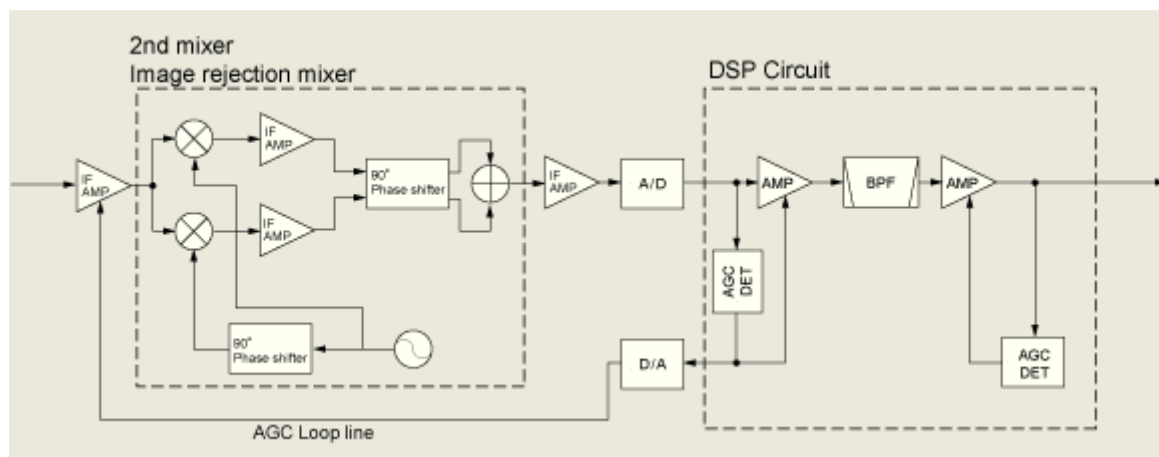 2nd mixer
Image rejection mixer
DSP Circuit
IF
AMP
IF
AMP
IF
AMP
90°
Phase shifter
IF
AMP
A/D
AMP
BPF
AMP
AGC
DET
90°
Phase shifter
D/A
AGC
DET
AGC Loop line